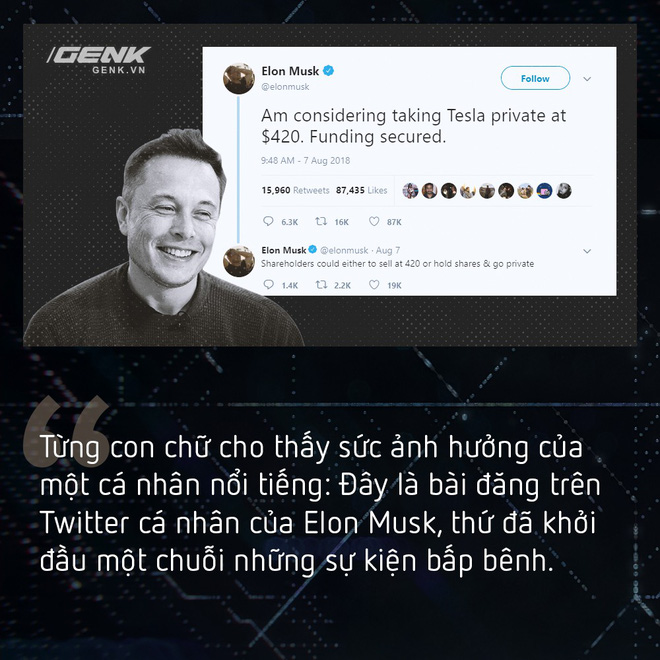 /GENK
GENK.VN
Elon Musk
@elonmusk
Follow
Am considering taking Tesla private at
$420. Funding secured.
9:48 AM - 7 Aug 2018
15,960 Retweets 87,435 Likes
6.3K 16K 87K
Elon Musk @elonmusk · Aug 7
Shareholders could either to sell at 420 or hold shares & go private
1.4K 2.2K 19K
“
Từng con chữ cho thấy sức ảnh hưởng của
một cá nhân nổi tiếng: Đây là bài đăng trên
Twitter cá nhân của Elon Musk, thứ đã khởi
đầu một chuỗi những sự kiện bấp bênh.